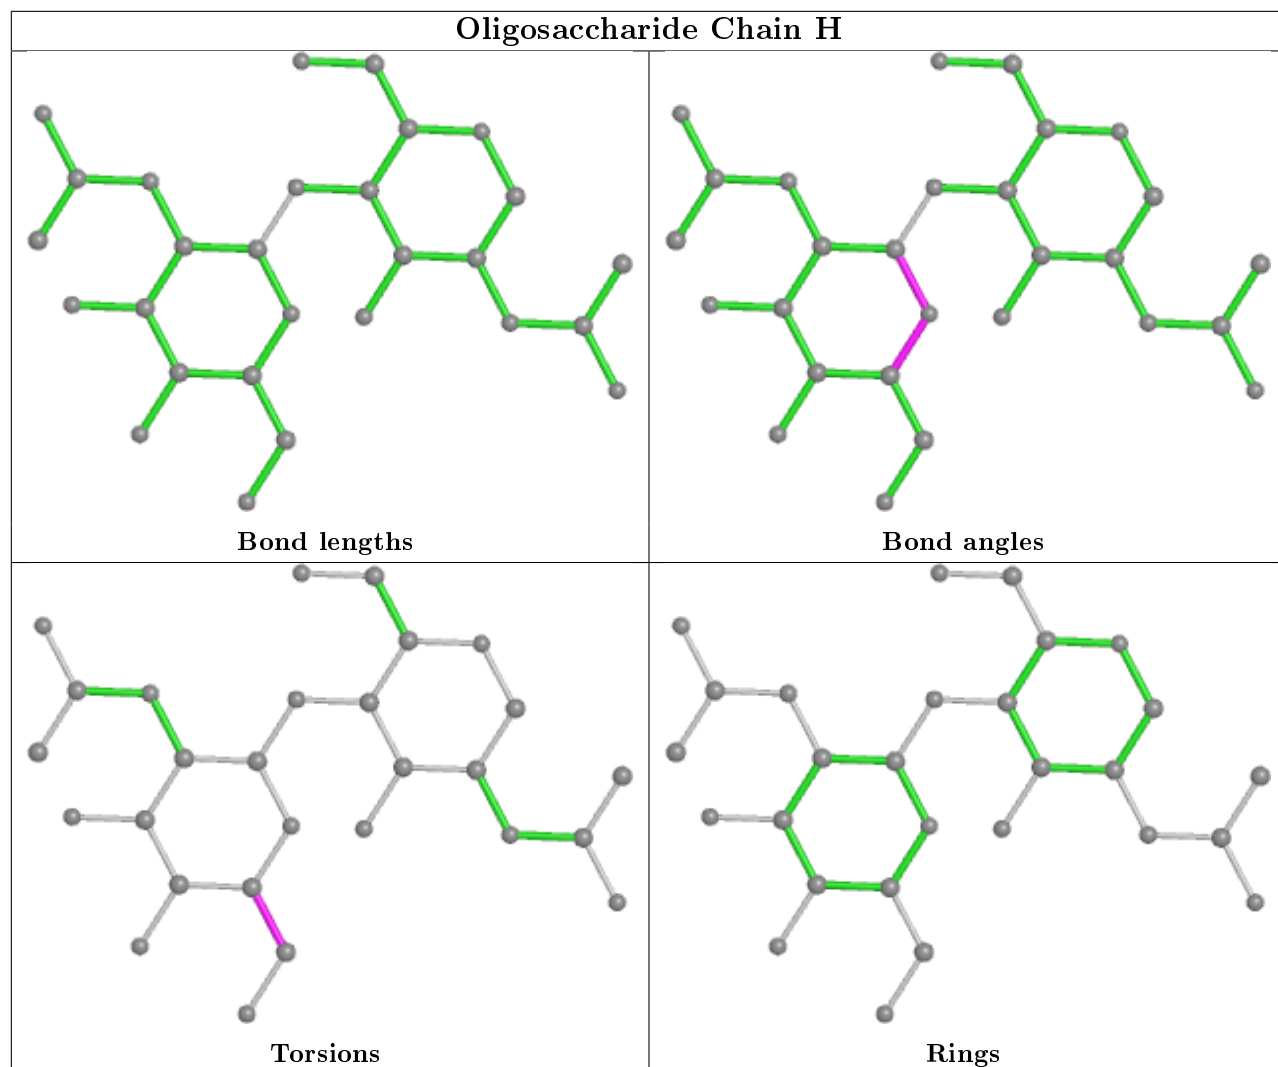 Oligosaccharide Chain H
Bond lengths
Bond angles
Torsions
Rings